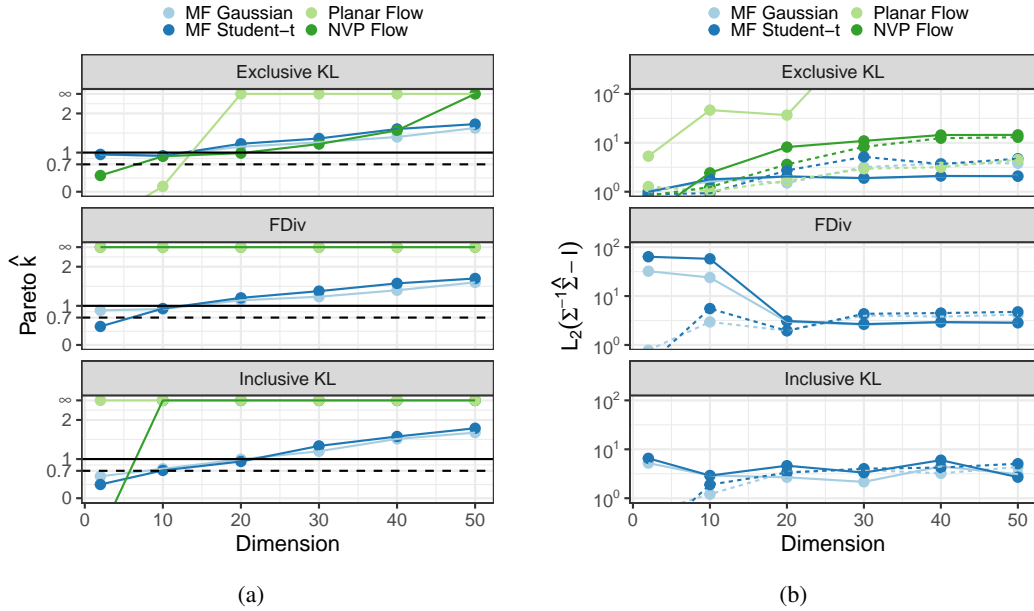 MF Gaussian Planar Flow
MF Student−t NVP Flow
Exclusive KL
∞
2
1
0.7
0
FDiv
∞
2
1
0.7
0
Inclusive KL
∞
2
1
0.7
0
Pareto k̂
0 10 20 30 40 50
Dimension
(a)
MF Gaussian Planar Flow
MF Student−t NVP Flow
Exclusive KL
10²
10¹
10⁰
FDiv
10²
10¹
10⁰
Inclusive KL
10²
10¹
10⁰
L₂(Σ⁻¹Σ̂ − I)
0 10 20 30 40 50
Dimension
(b)